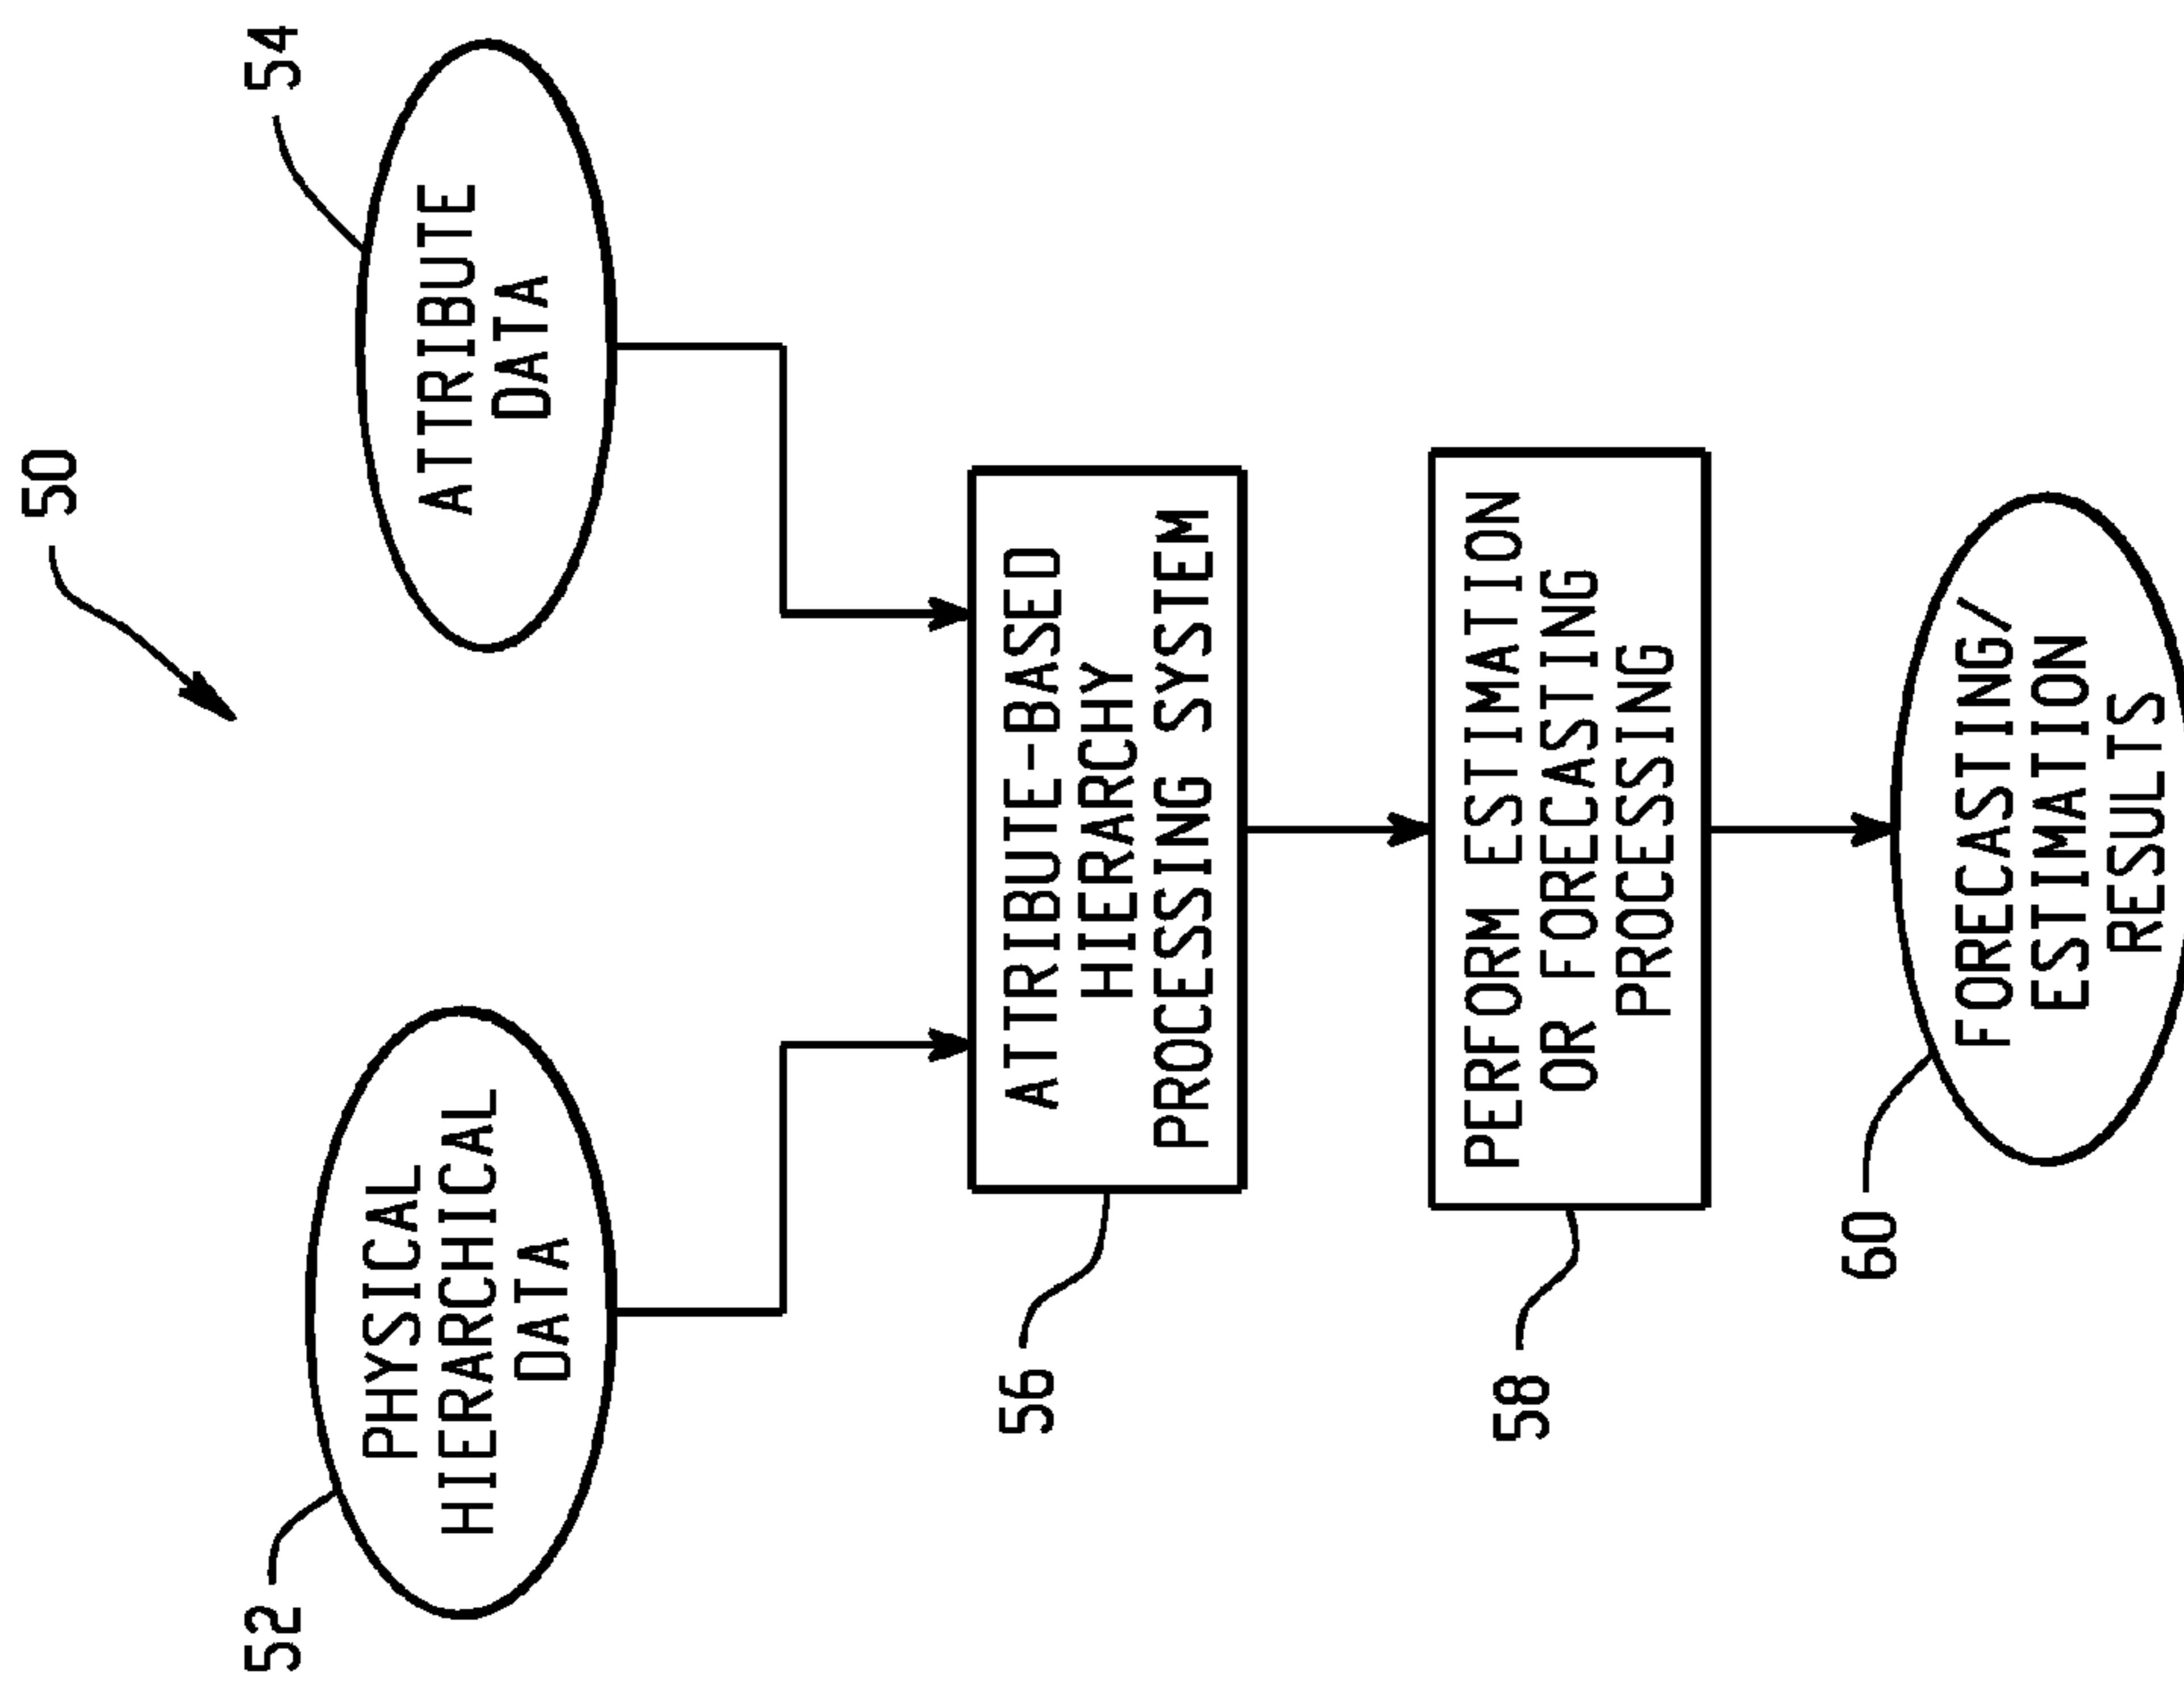 50
52
PHYSICAL
HIERARCHICAL
DATA
54
ATTRIBUTE
DATA
56
ATTRIBUTE-BASED
HIERARCHY
PROCESSING SYSTEM
58
PERFORM ESTIMATION
OR FORECASTING
PROCESSING
60
FORECASTING/
ESTIMATION
RESULTS